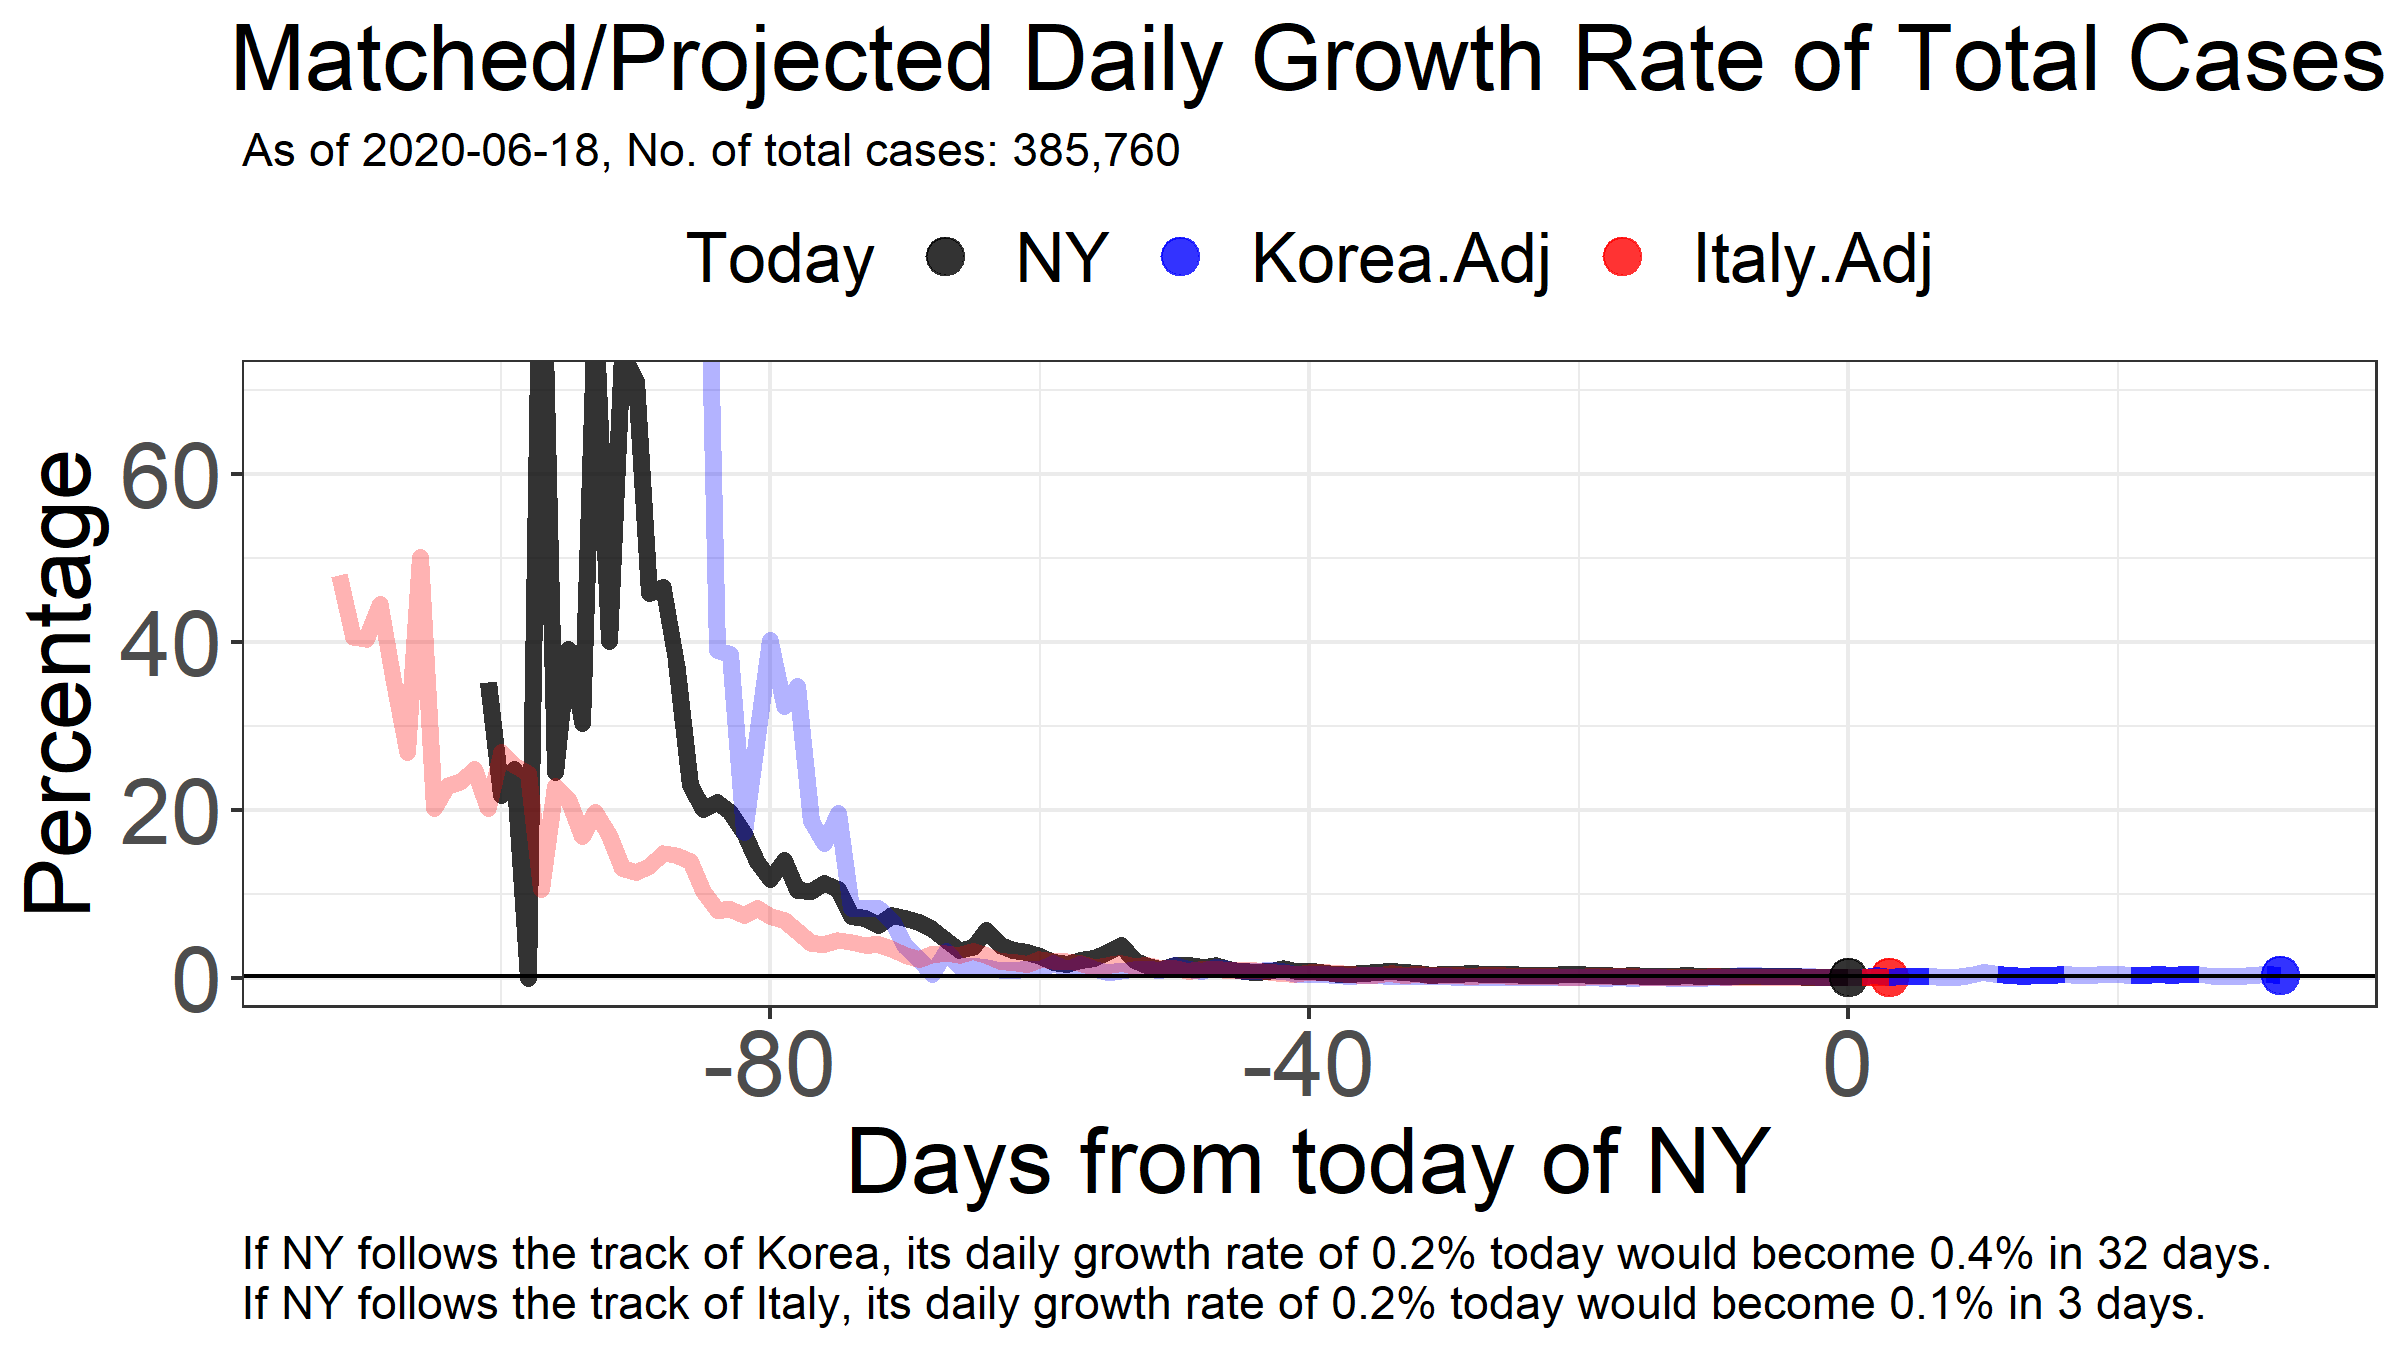 Matched/Projected Daily Growth Rate of Total Cases
As of 2020-06-18, No. of total cases: 385,760
Today NY Korea.Adj Italy.Adj
Percentage
60
40
20
0
-80 -40 0
Days from today of NY
If NY follows the track of Korea, its daily growth rate of 0.2% today would become 0.4% in 32 days.
If NY follows the track of Italy, its daily growth rate of 0.2% today would become 0.1% in 3 days.